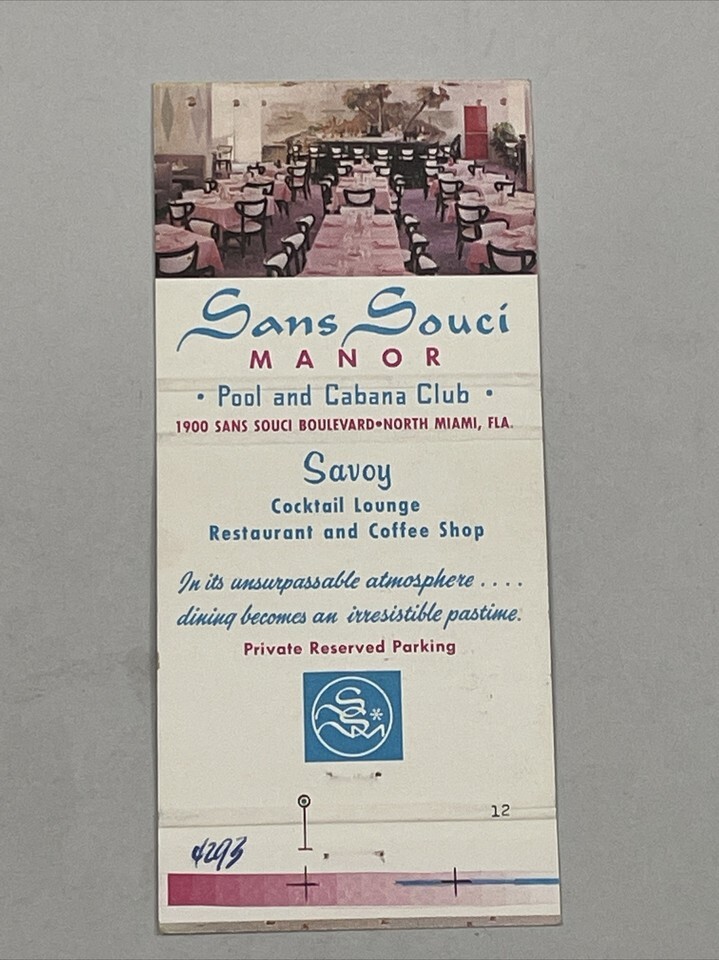 Sans Souci
MANOR
• Pool and Cabana Club •
1900 SANS SOUCI BOULEVARD•NORTH MIAMI, FLA.
Savoy
Cocktail Lounge
Restaurant and Coffee Shop
In its unsurpassable atmosphere ....
dining becomes an irresistible pastime.
Private Reserved Parking
SSM
12
4293